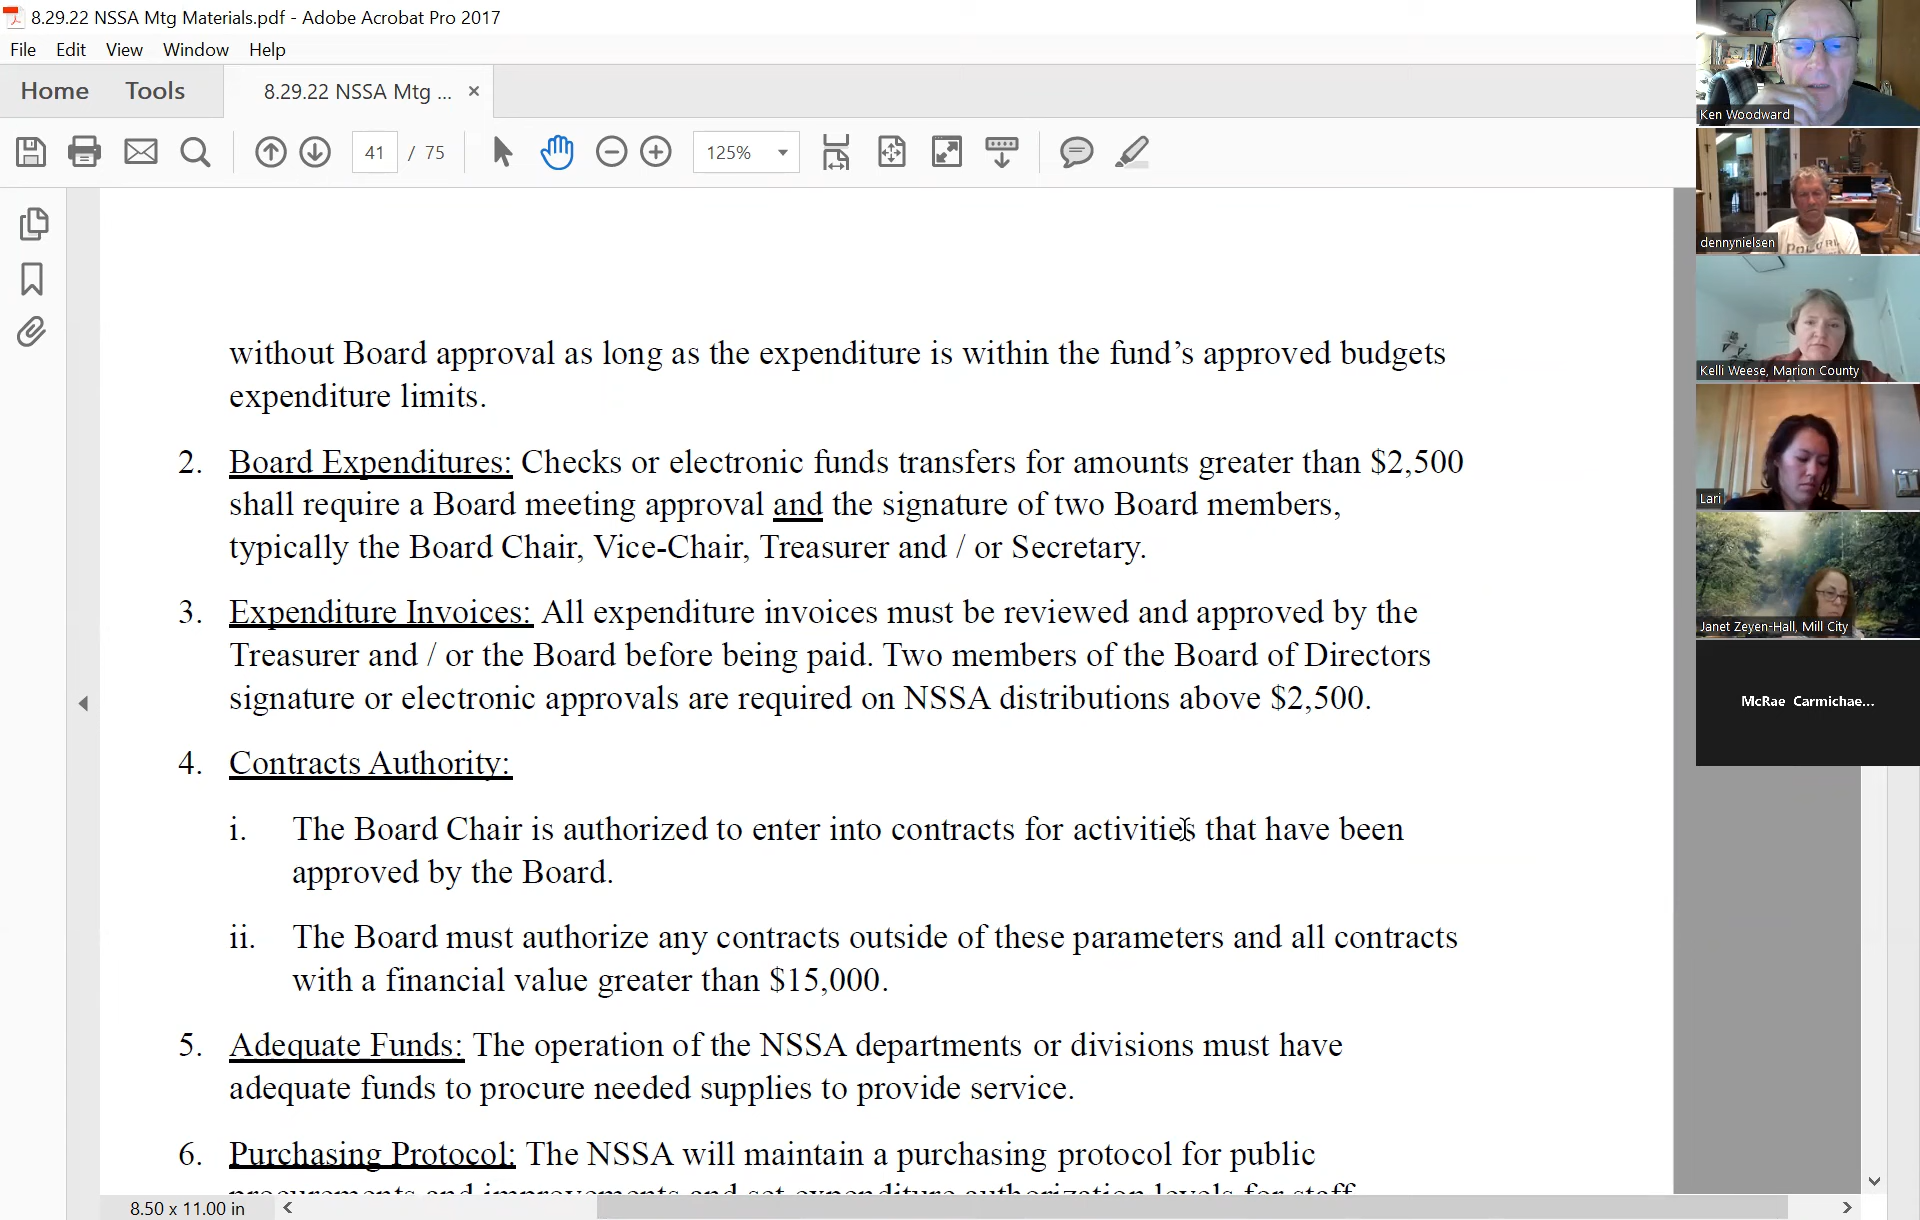 8.29.22 NSSA Mtg Materials.pdf - Adobe Acrobat Pro 2017
File Edit View Window Help
Home Tools 8.29.22 NSSA Mtg ... ×
41 / 75 125%
without Board approval as long as the expenditure is within the fund’s approved budgets
expenditure limits.
2. Board Expenditures: Checks or electronic funds transfers for amounts greater than $2,500
shall require a Board meeting approval and the signature of two Board members,
typically the Board Chair, Vice-Chair, Treasurer and / or Secretary.
3. Expenditure Invoices: All expenditure invoices must be reviewed and approved by the
Treasurer and / or the Board before being paid. Two members of the Board of Directors
signature or electronic approvals are required on NSSA distributions above $2,500.
4. Contracts Authority:
i. The Board Chair is authorized to enter into contracts for activities that have been
approved by the Board.
ii. The Board must authorize any contracts outside of these parameters and all contracts
with a financial value greater than $15,000.
5. Adequate Funds: The operation of the NSSA departments or divisions must have
adequate funds to procure needed supplies to provide service.
6. Purchasing Protocol: The NSSA will maintain a purchasing protocol for public
procurements and improvements and set expenditure authorization levels for staff
8.50 x 11.00 in
Ken Woodward
dennynielsen
Kelli Weese, Marion County
Lari
Janet Zeyen-Hall, Mill City
McRae Carmichae...